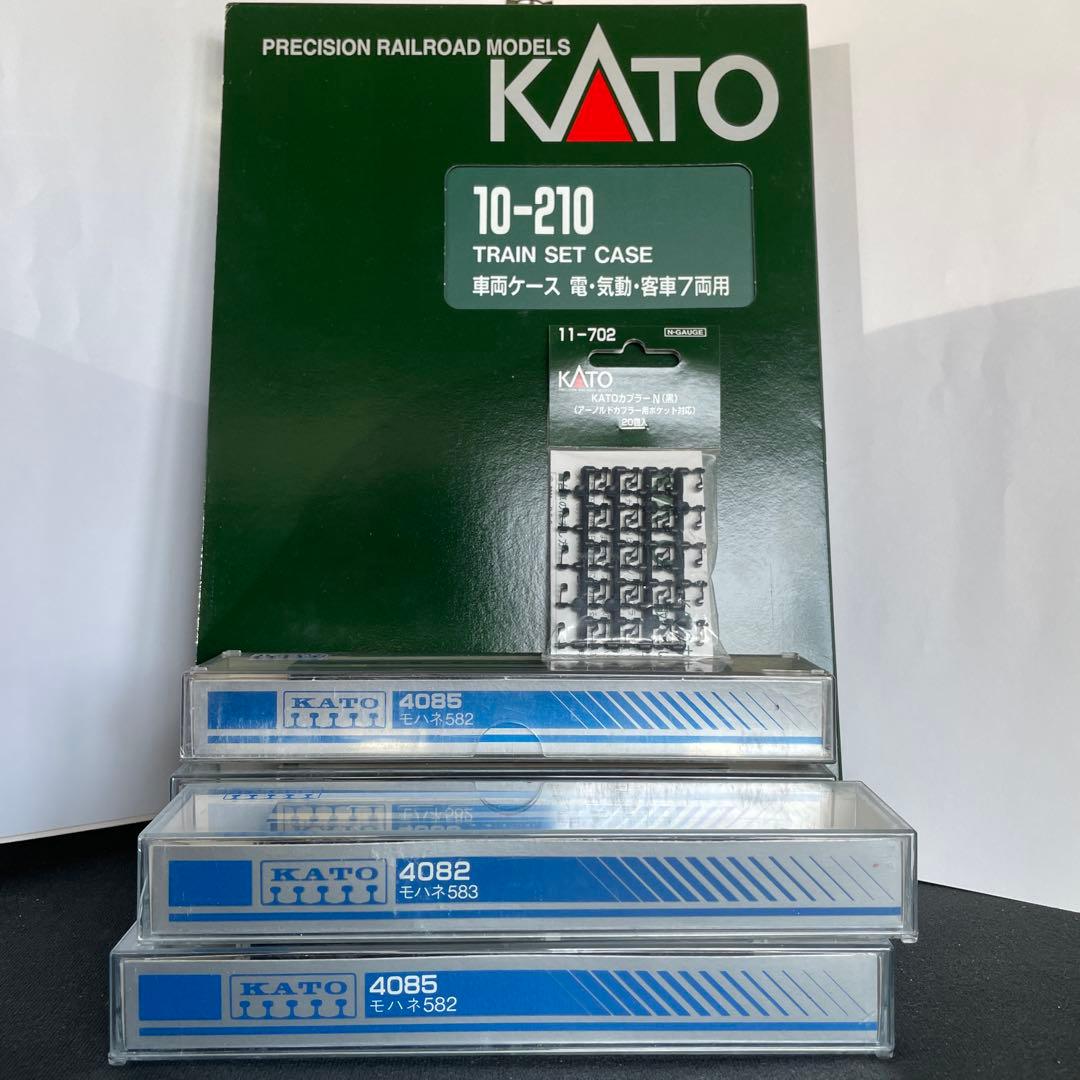 PRECISION RAILROAD MODELS
KATO
10-210
TRAIN SET CASE
車両ケース 電・気動・客車7両用
11-702
N-GAUGE
KATO
KATOカプラーN(黒)
(アーノルドカプラー用ポケット対応)
20個入
KATO
4085
モハネ582
KATO
4082
モハネ583
KATO
4085
モハネ582